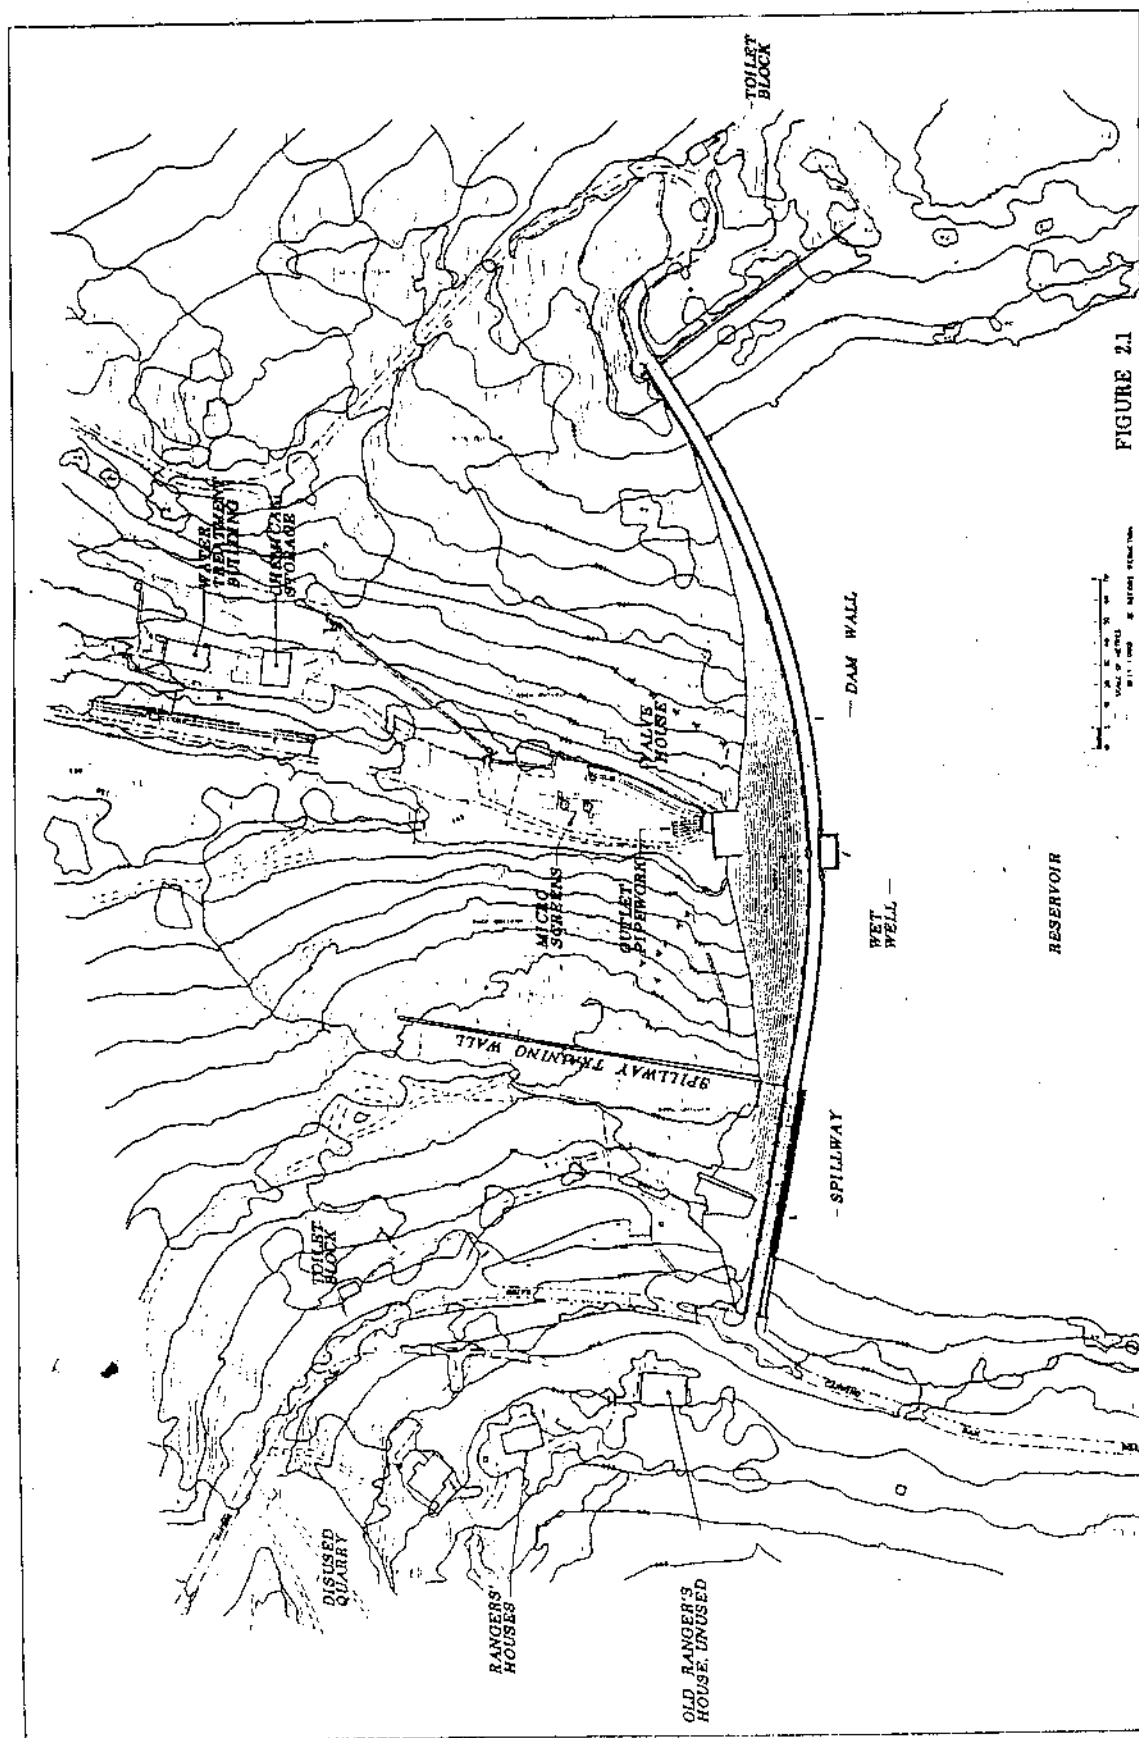 TOILET
BLOCK
WATER
TREATMENT
BUILDING
CHEMICAL
STORAGE
VALVE
HOUSE
DAM WALL
FIGURE 2.1
MICRO
SCREENS
OUTLET
PIPEWORK
WET
WELL
RESERVOIR
SPILLWAY TRAINING WALL
SPILLWAY
TOILET
BLOCK
DISUSED
QUARRY
RANGERS'
HOUSES
OLD RANGER'S
HOUSE, UNUSED